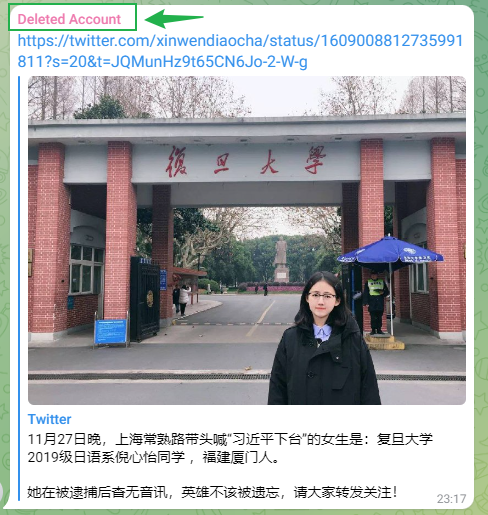 Deleted Account
https://twitter.com/xinwendiaocha/status/1609008812735991
811?s=20&t=JQMunHz9t65CN6Jo-2-W-g
復旦大學
Twitter
11月27日晚，上海常熟路带头喊“习近平下台”的女生是：复旦大学
2019级日语系倪心怡同学 ，福建厦门人。
她在被逮捕后杳无音讯，英雄不该被遗忘，请大家转发关注！
23:17